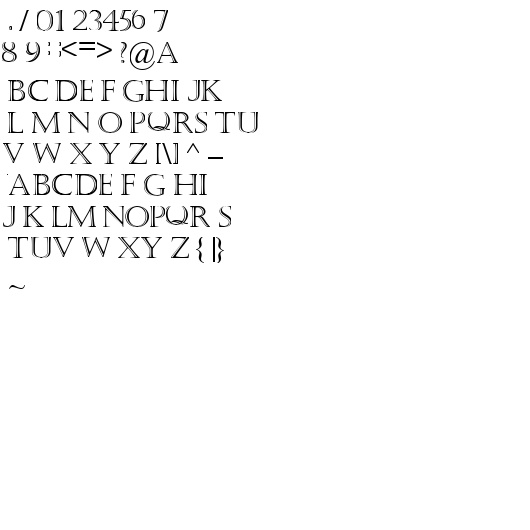 ./ 01 23456 7
8 9 : ; <=> ?@A
BC DE F GHI JK
L M N O PQRS TU
V W X Y Z [\] ^ _
`ABCDE F G HI
J K LM NOPQR S
TUV W XY Z { | }
~